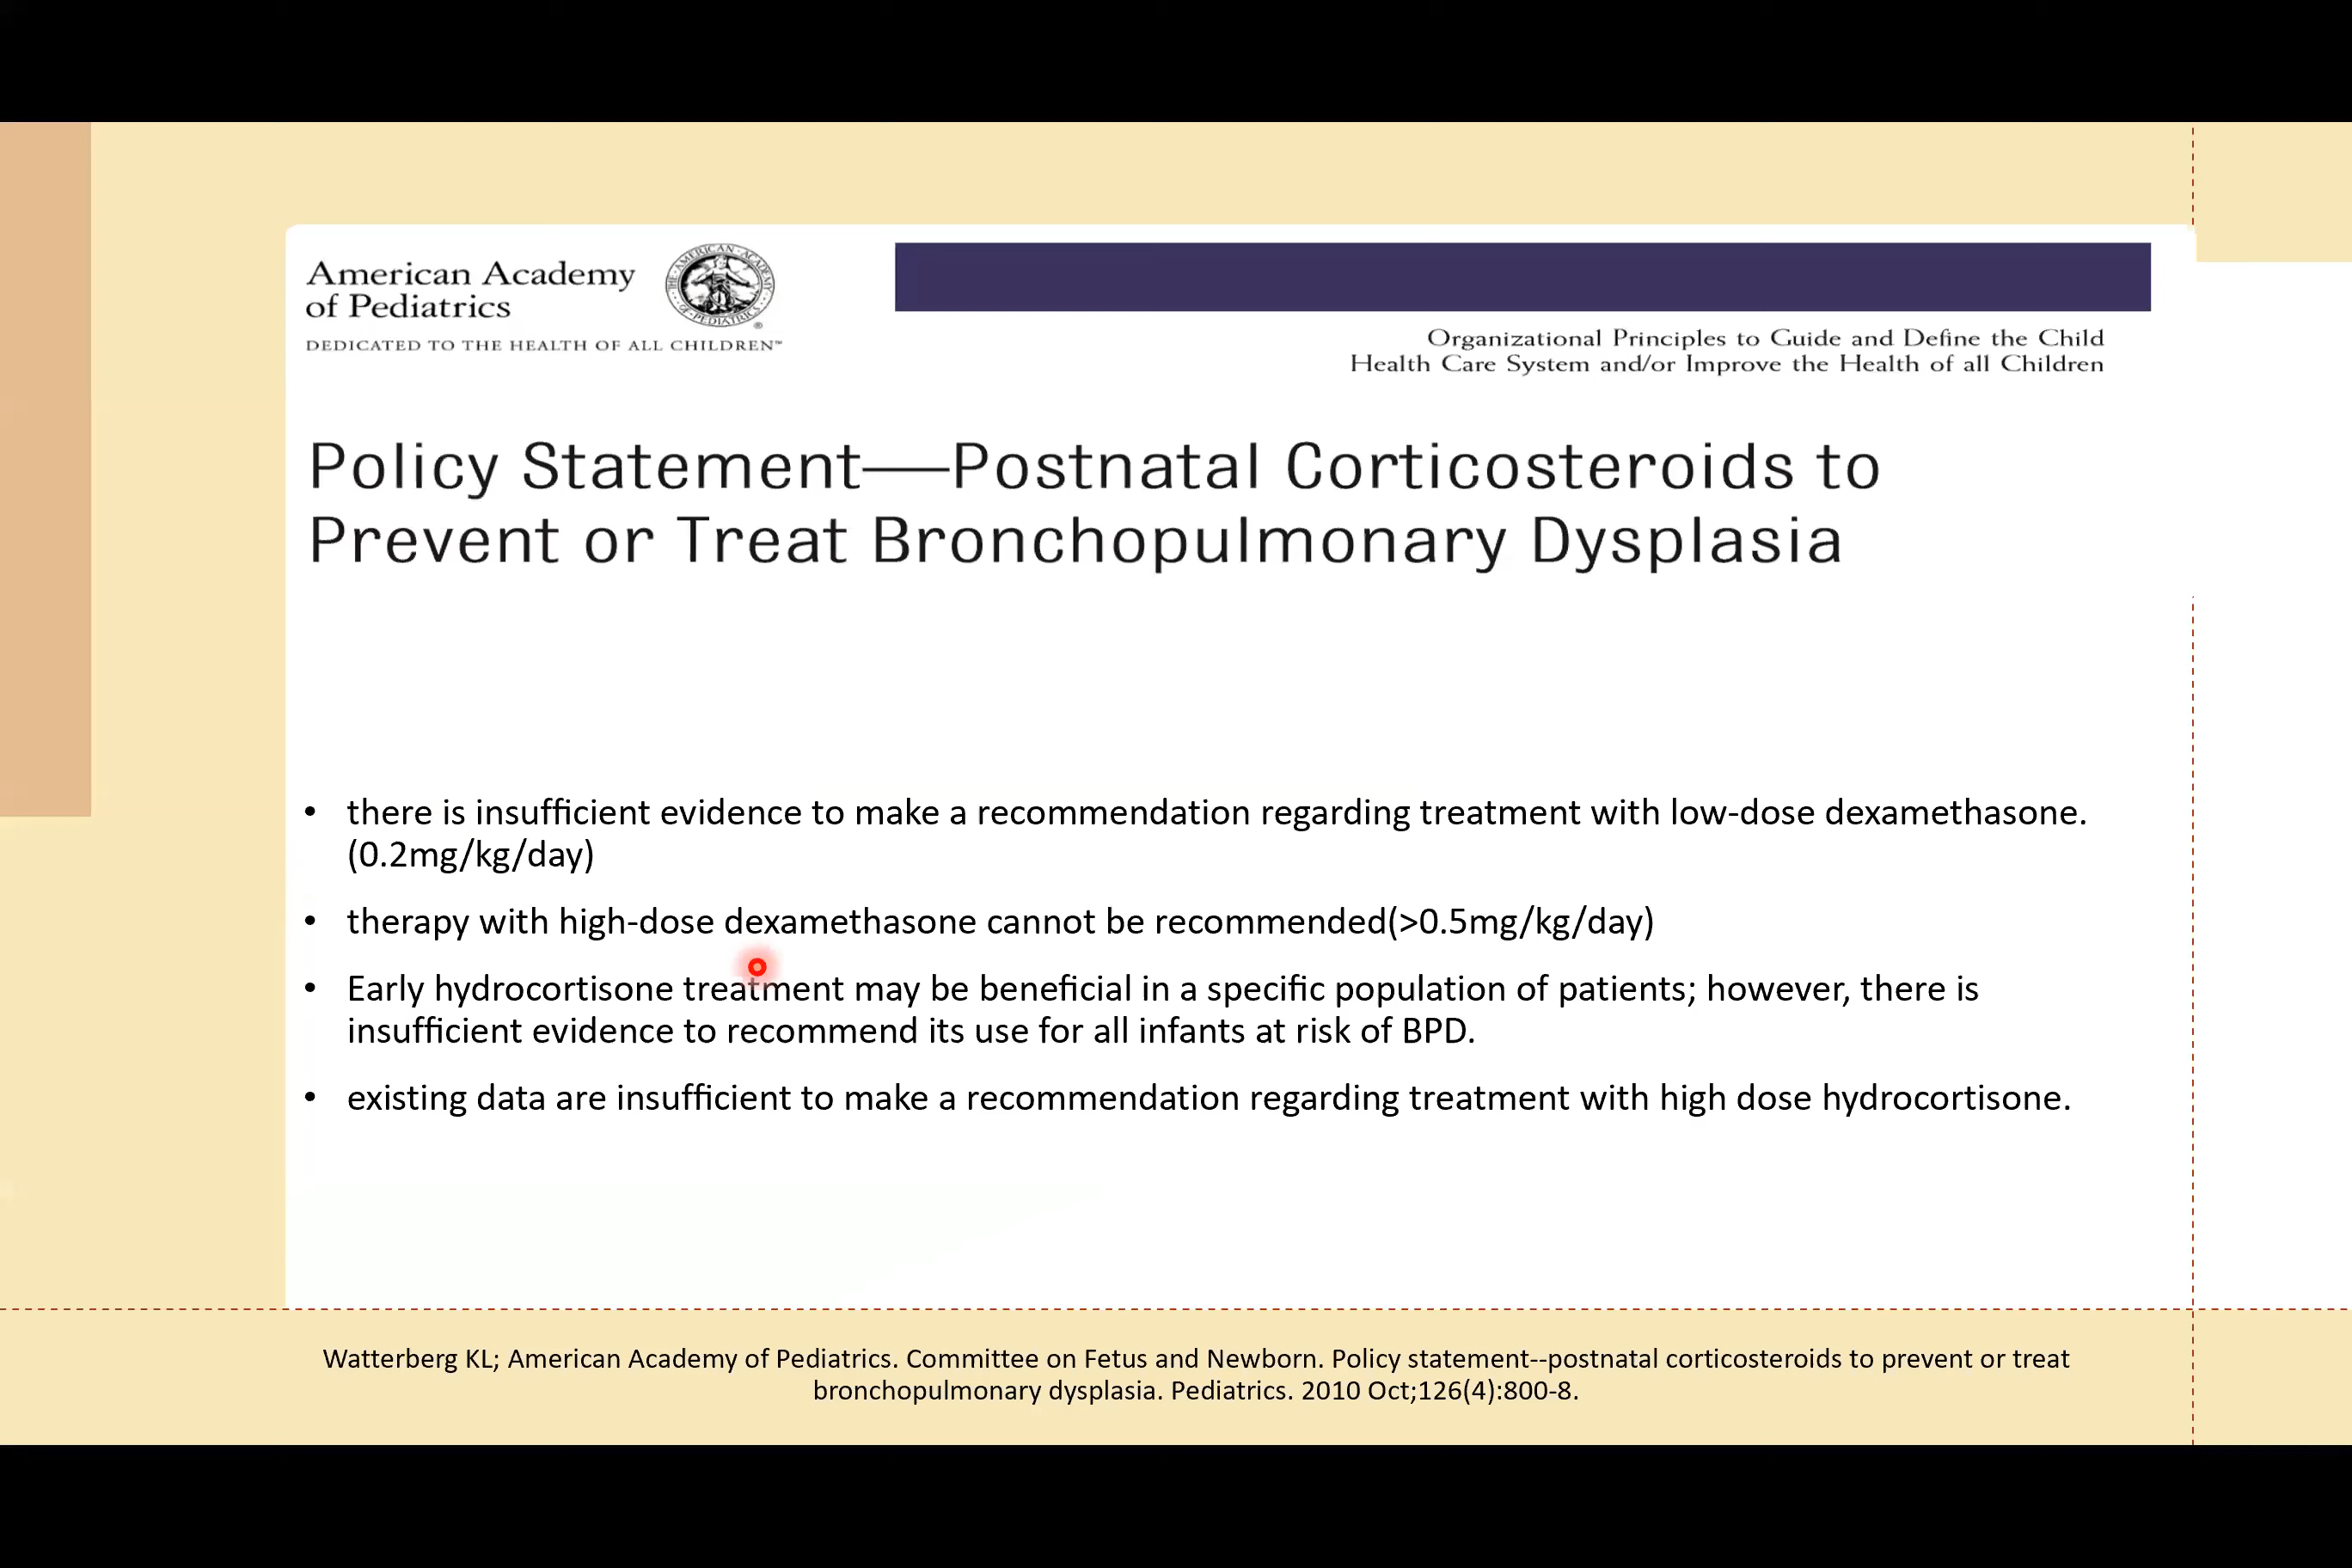 American Academy
of Pediatrics
DEDICATED TO THE HEALTH OF ALL CHILDREN™
THE · AMERICAN · ACADEMY · OF · PEDIATRICS ·
®
Organizational Principles to Guide and Define the Child
Health Care System and/or Improve the Health of all Children
Policy Statement—Postnatal Corticosteroids to
Prevent or Treat Bronchopulmonary Dysplasia
• there is insufficient evidence to make a recommendation regarding treatment with low-dose dexamethasone.
(0.2mg/kg/day)
• therapy with high-dose dexamethasone cannot be recommended(>0.5mg/kg/day)
• Early hydrocortisone treatment may be beneficial in a specific population of patients; however, there is
insufficient evidence to recommend its use for all infants at risk of BPD.
• existing data are insufficient to make a recommendation regarding treatment with high dose hydrocortisone.
Watterberg KL; American Academy of Pediatrics. Committee on Fetus and Newborn. Policy statement--postnatal corticosteroids to prevent or treat
bronchopulmonary dysplasia. Pediatrics. 2010 Oct;126(4):800-8.